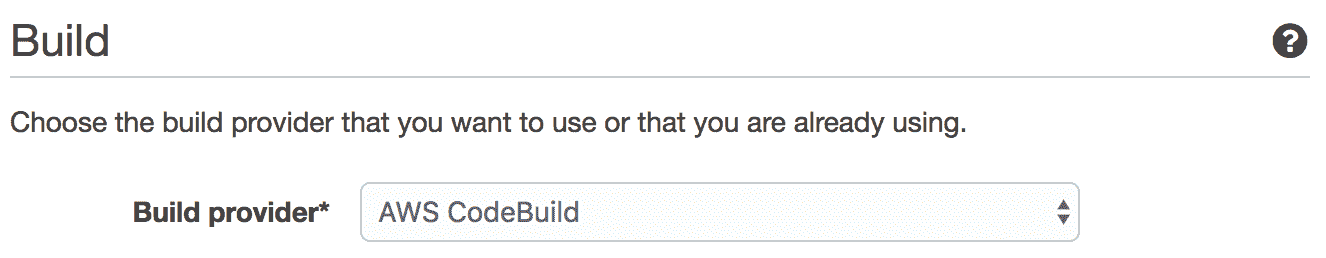 Build
?
Choose the build provider that you want to use or that you are already using.
Build provider* AWS CodeBuild